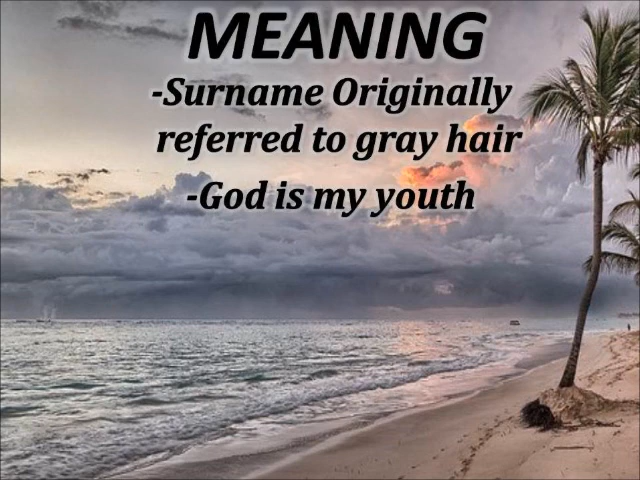 MEANING
-Surname Originally
referred to gray hair
-God is my youth